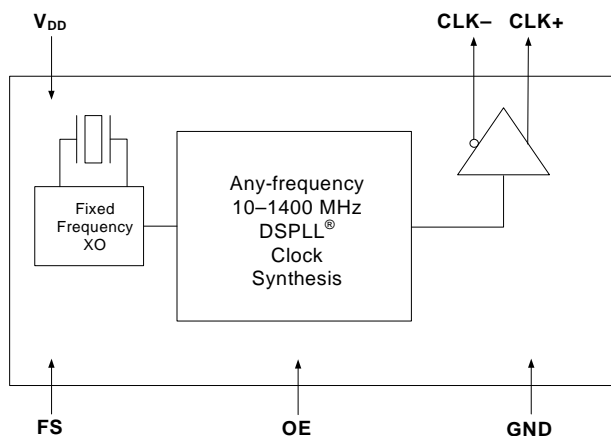 VDD
CLK– CLK+
Fixed
Frequency
XO
Any-frequency
10–1400 MHz
DSPLL®
Clock
Synthesis
FS
OE
GND